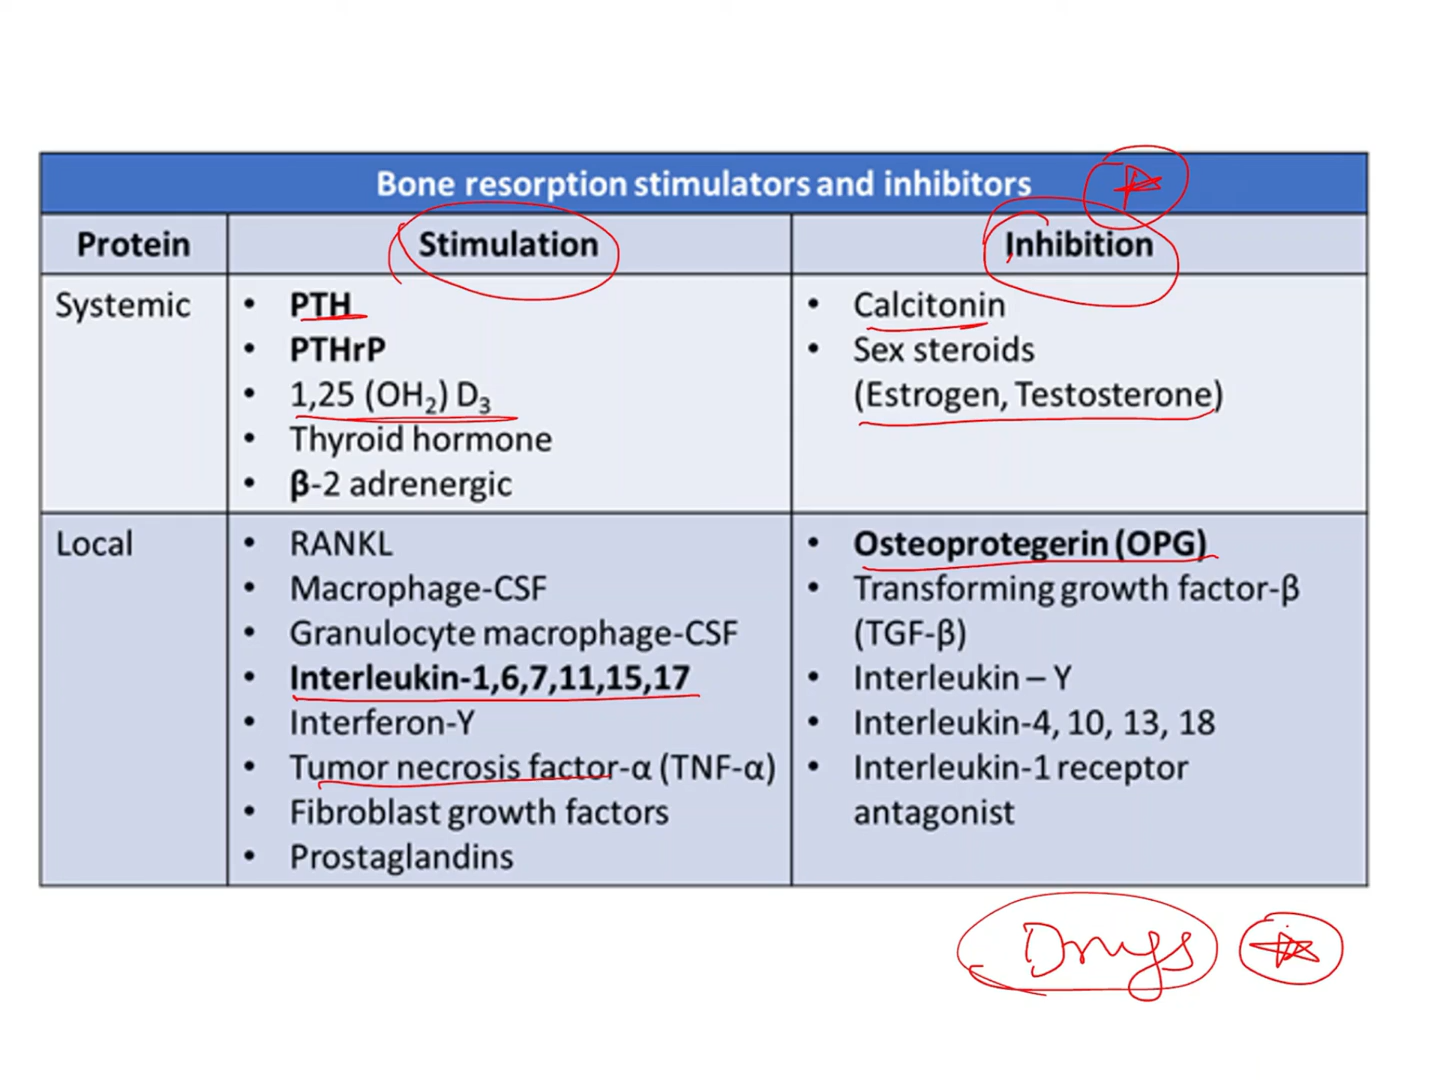 Bone resorption stimulators and inhibitors
Protein
Stimulation
Inhibition
Systemic
• PTH
• PTHrP
• 1,25 (OH₂) D₃
• Thyroid hormone
• β-2 adrenergic
• Calcitonin
• Sex steroids
(Estrogen, Testosterone)
Local
• RANKL
• Macrophage-CSF
• Granulocyte macrophage-CSF
• Interleukin-1,6,7,11,15,17
• Interferon-Y
• Tumor necrosis factor-α (TNF-α)
• Fibroblast growth factors
• Prostaglandins
• Osteoprotegerin (OPG)
• Transforming growth factor-β
(TGF-β)
• Interleukin – Y
• Interleukin-4, 10, 13, 18
• Interleukin-1 receptor
antagonist
Drugs